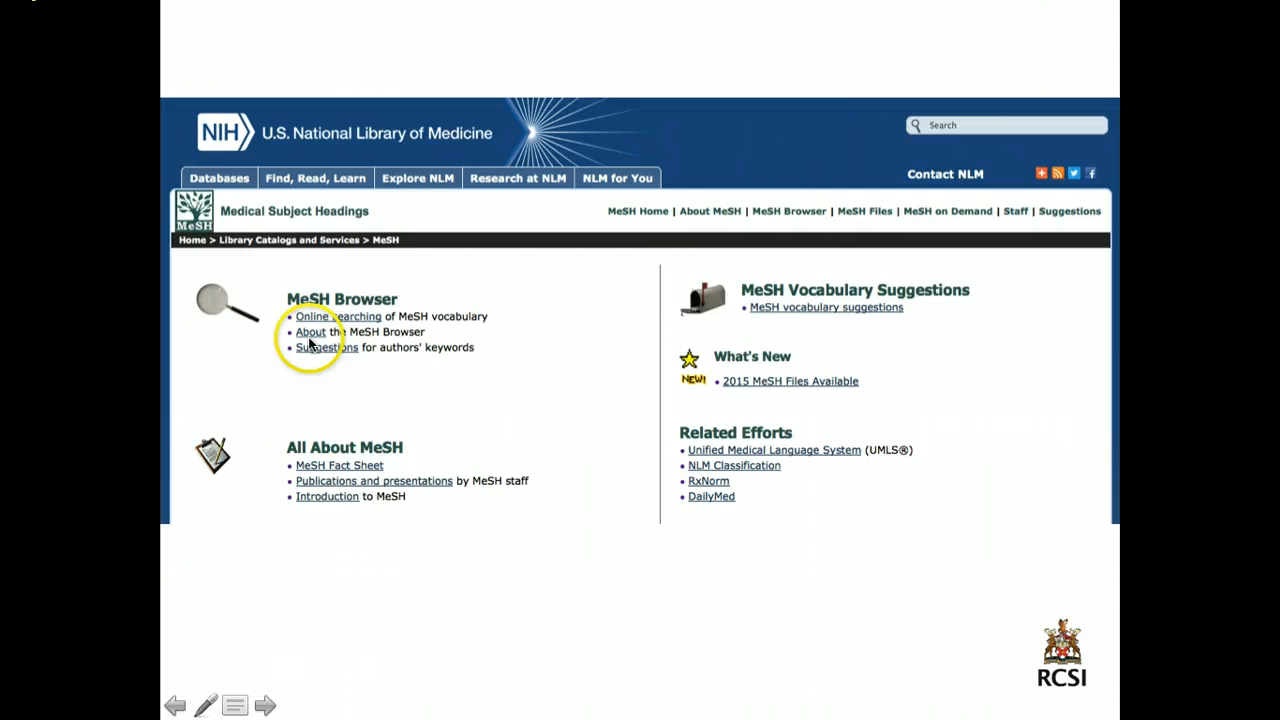 NIH U.S. National Library of Medicine
Search
Databases Find, Read, Learn Explore NLM Research at NLM NLM for You
Contact NLM
MeSH Medical Subject Headings
MeSH Home | About MeSH | MeSH Browser | MeSH Files | MeSH on Demand | Staff | Suggestions
Home > Library Catalogs and Services > MeSH
MeSH Browser
• Online searching of MeSH vocabulary
• About the MeSH Browser
• Suggestions for authors' keywords
All About MeSH
• MeSH Fact Sheet
• Publications and presentations by MeSH staff
• Introduction to MeSH
MeSH Vocabulary Suggestions
• MeSH vocabulary suggestions
What's New
NEW! • 2015 MeSH Files Available
Related Efforts
• Unified Medical Language System (UMLS®)
• NLM Classification
• RxNorm
• DailyMed
RCSI